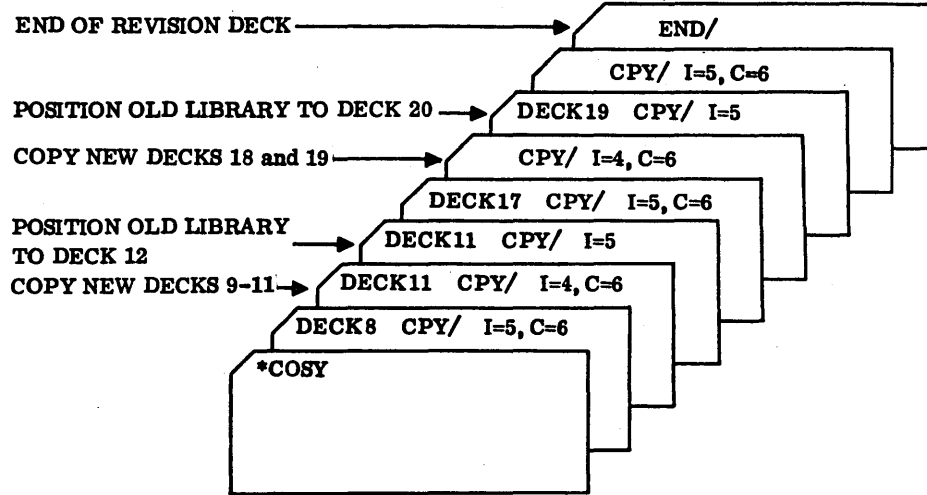 END OF REVISION DECK
END/
CPY/ I=5, C=6
POSITION OLD LIBRARY TO DECK 20
DECK19 CPY/ I=5
COPY NEW DECKS 18 and 19
CPY/ I=4, C=6
DECK17 CPY/ I=5, C=6
POSITION OLD LIBRARY
TO DECK 12
DECK11 CPY/ I=5
COPY NEW DECKS 9-11
DECK11 CPY/ I=4, C=6
DECK8 CPY/ I=5, C=6
*COSY